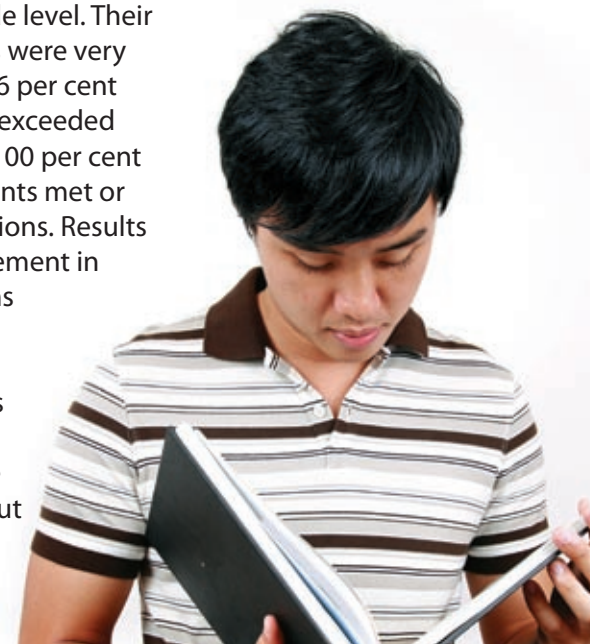 le level. Their
were very
6 per cent
exceeded
00 per cent
nts met or
ions. Results
ement in
s
s
ut